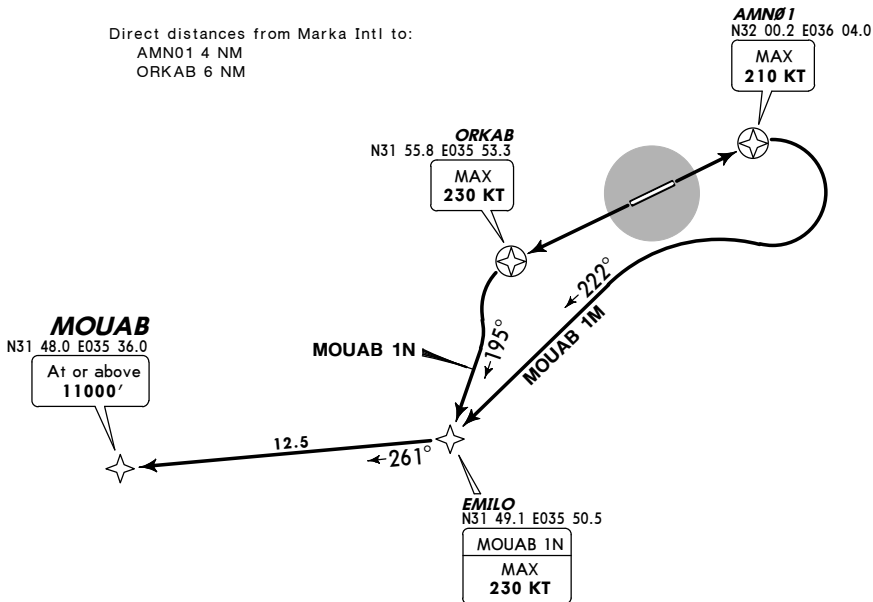 Direct distances from Marka Intl to:
AMN01 4 NM
ORKAB 6 NM
AMNØ1
N32 00.2 E036 04.0
MAX
210 KT
ORKAB
N31 55.8 E035 53.3
MAX
230 KT
222°
MOUAB 1M
195°
MOUAB 1N
MOUAB
N31 48.0 E035 36.0
At or above
11000'
12.5
261°
EMILO
N31 49.1 E035 50.5
MOUAB 1N
MAX
230 KT